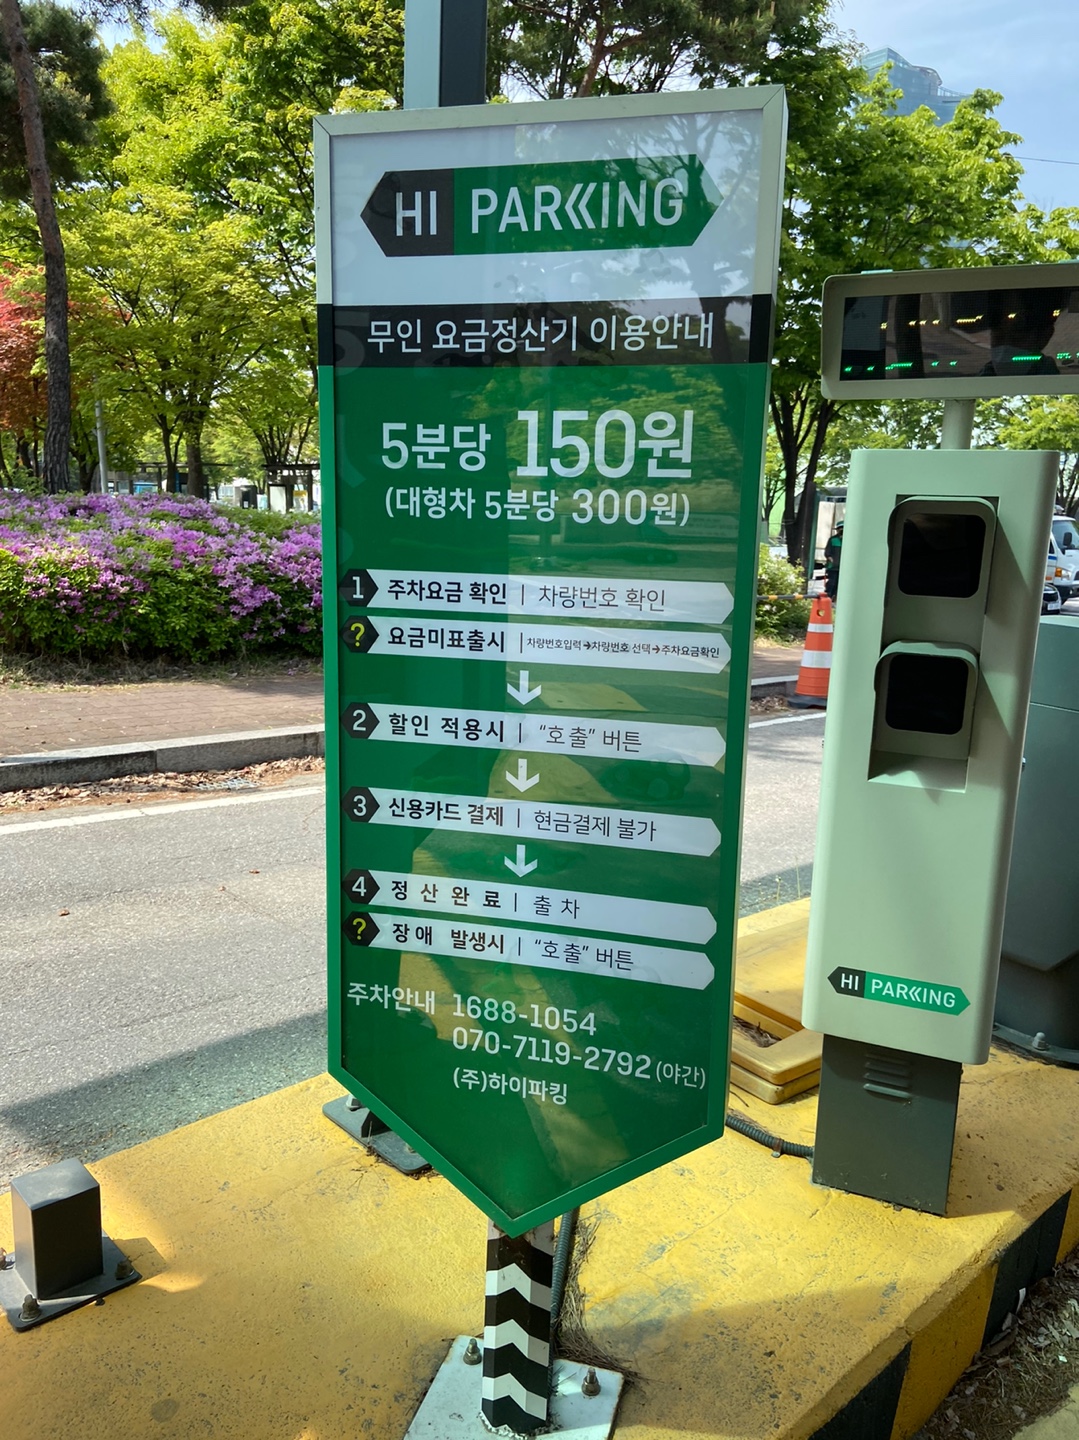 HI PARKING
무인 요금정산기 이용안내
5분당 150원
(대형차 5분당 300원)
1 주차요금 확인 | 차량번호 확인
? 요금미표출시 | 차량번호입력→차량번호 선택→주차요금확인
2 할인 적용시 | “호출” 버튼
3 신용카드 결제 | 현금결제 불가
4 정산완료 | 출차
? 장애 발생시 | “호출” 버튼
주차안내 1688-1054
070-7119-2792 (야간)
(주)하이파킹
HI PARKING